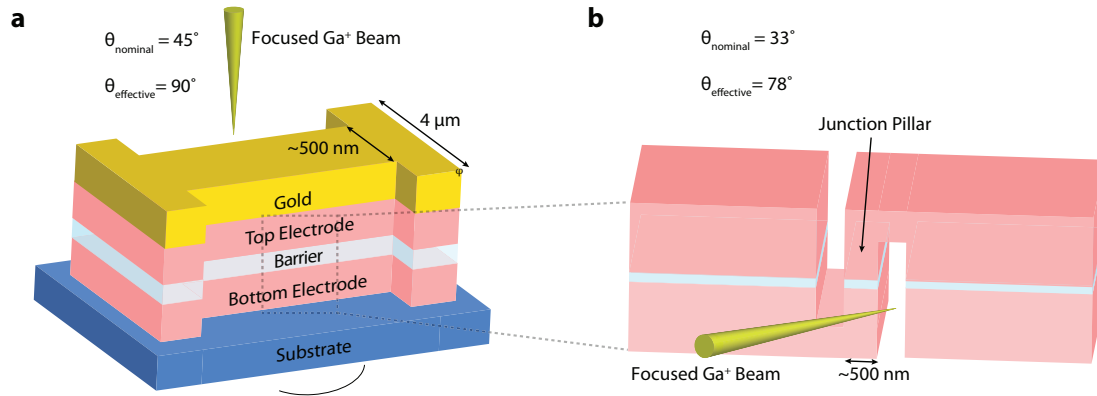 a
θnominal = 45°
θeffective = 90°
Focused Ga+ Beam
4 μm
~500 nm
φ
Gold
Top Electrode
Barrier
Bottom Electrode
Substrate
b
θnominal = 33°
θeffective = 78°
Junction Pillar
Focused Ga+ Beam
~500 nm